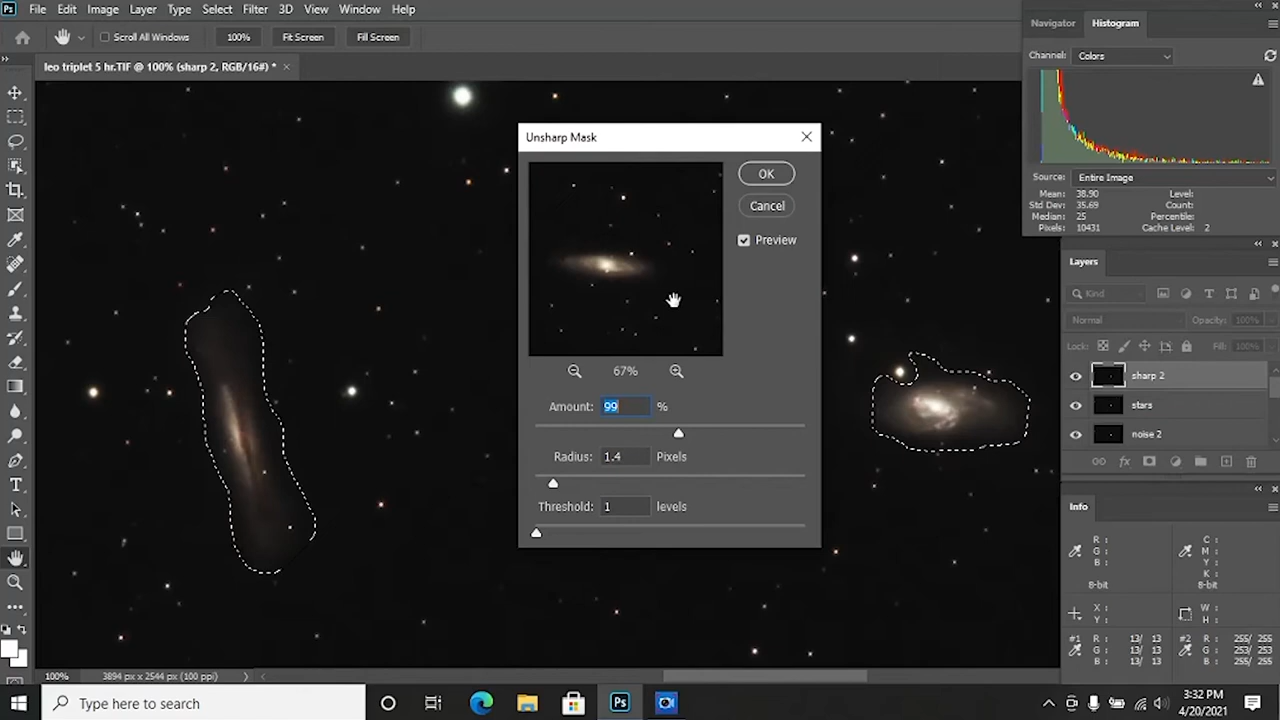 Ps File Edit Image Layer Type Select Filter 3D View Window Help
Scroll All Windows 100% Fit Screen Fill Screen
leo triplet 5 hr.TIF @ 100% (sharp 2, RGB/16#) * ×
Navigator Histogram
Channel: Colors
Source: Entire Image
Mean: 38.90 Level:
Std Dev: 35.69 Count:
Median: 25 Percentile:
Pixels: 10431 Cache Level: 2
Unsharp Mask
OK
Cancel
Preview
67%
Amount: 99 %
Radius: 1.4 Pixels
Threshold: 1 levels
Layers
Kind
Normal Opacity: 100%
Lock: Fill: 100%
sharp 2
stars
noise 2
fx
Info
R: C:
G: M:
B: Y:
K:
8-bit 8-bit
X: W:
Y: H:
#1 R: 13/ 13 #2 R: 255/ 255
G: 13/ 13 G: 253/ 253
B: 13/ 13 B: 255/ 255
100% 3894 px x 2544 px (100 ppi)
Type here to search
Ps
3:32 PM
4/20/2021